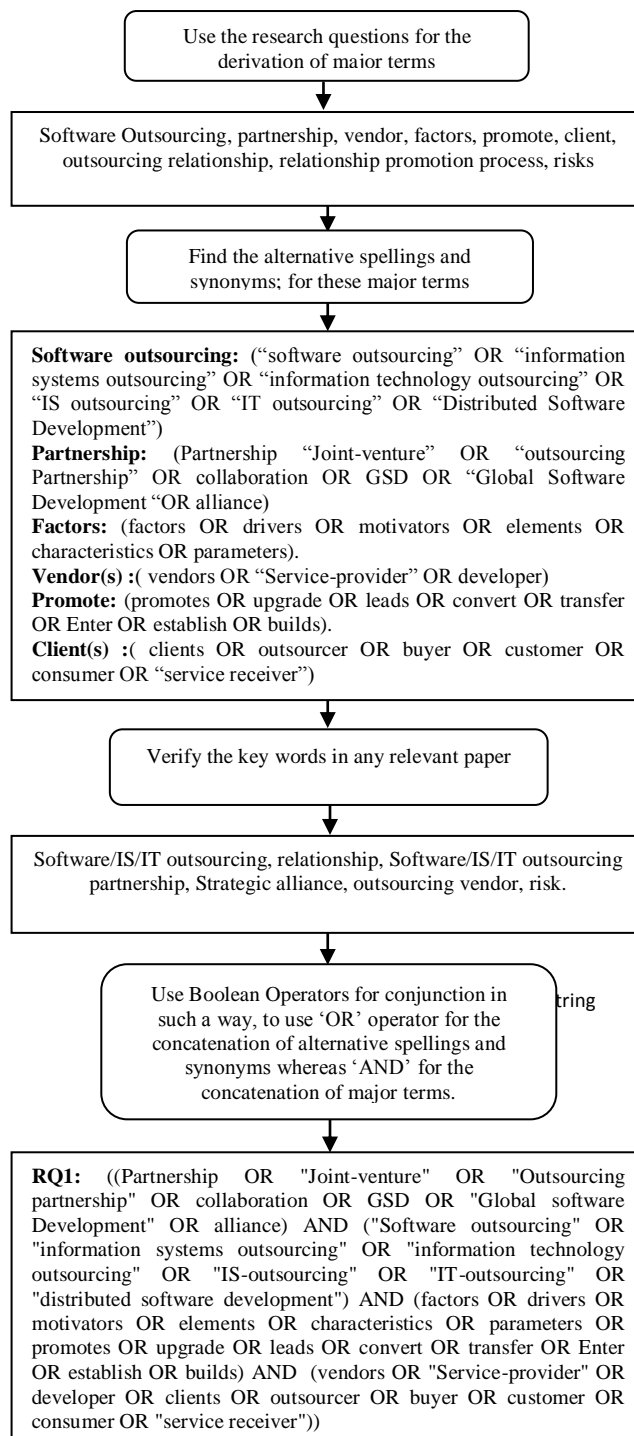 Use the research questions for the
derivation of major terms
Software Outsourcing, partnership, vendor, factors, promote, client,
outsourcing relationship, relationship promotion process, risks
Find the alternative spellings and
synonyms; for these major terms
Software outsourcing: (“software outsourcing” OR “information
systems outsourcing” OR “information technology outsourcing” OR
“IS outsourcing” OR “IT outsourcing” OR “Distributed Software
Development”)
Partnership: (Partnership “Joint-venture” OR “outsourcing
Partnership” OR collaboration OR GSD OR “Global Software
Development “OR alliance)
Factors: (factors OR drivers OR motivators OR elements OR
characteristics OR parameters).
Vendor(s) :( vendors OR “Service-provider” OR developer)
Promote: (promotes OR upgrade OR leads OR convert OR transfer
OR Enter OR establish OR builds).
Client(s) :( clients OR outsourcer OR buyer OR customer OR
consumer OR “service receiver”)
Verify the key words in any relevant paper
Software/IS/IT outsourcing, relationship, Software/IS/IT outsourcing
partnership, Strategic alliance, outsourcing vendor, risk.
Use Boolean Operators for conjunction in
tring
such a way, to use ‘OR’ operator for the
concatenation of alternative spellings and
synonyms whereas ‘AND’ for the
concatenation of major terms.
RQ1: ((Partnership OR "Joint-venture" OR "Outsourcing
partnership" OR collaboration OR GSD OR "Global software
Development" OR alliance) AND ("Software outsourcing" OR
"information systems outsourcing" OR "information technology
outsourcing" OR "IS-outsourcing" OR "IT-outsourcing" OR
"distributed software development") AND (factors OR drivers OR
motivators OR elements OR characteristics OR parameters OR
promotes OR upgrade OR leads OR convert OR transfer OR Enter
OR establish OR builds) AND (vendors OR "Service-provider" OR
developer OR clients OR outsourcer OR buyer OR customer OR
consumer OR "service receiver"))